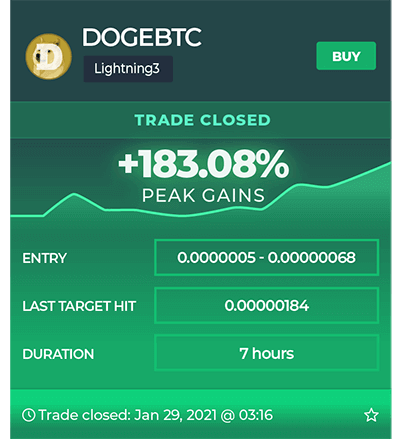 DOGEBTC
Lightning3
BUY
TRADE CLOSED
+183.08%
PEAK GAINS
ENTRY 0.0000005 - 0.00000068
LAST TARGET HIT 0.00000184
DURATION 7 hours
Trade closed: Jan 29, 2021 @ 03:16